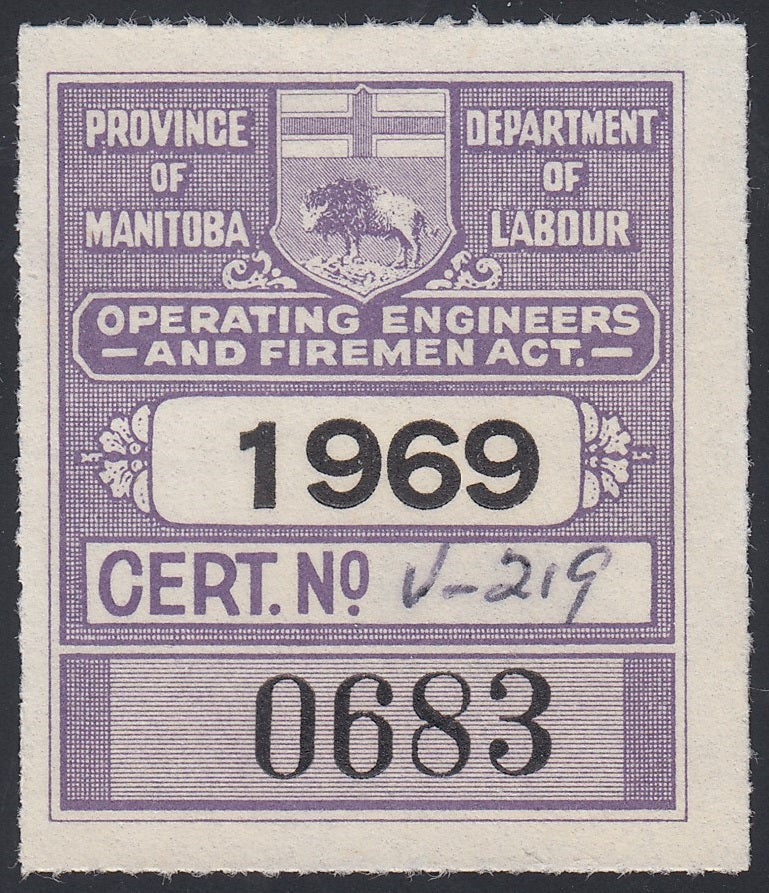 PROVINCE
OF
MANITOBA
DEPARTMENT
OF
LABOUR
OPERATING ENGINEERS
—AND FIREMEN ACT.—
1969
CERT. Nº V-219
0683